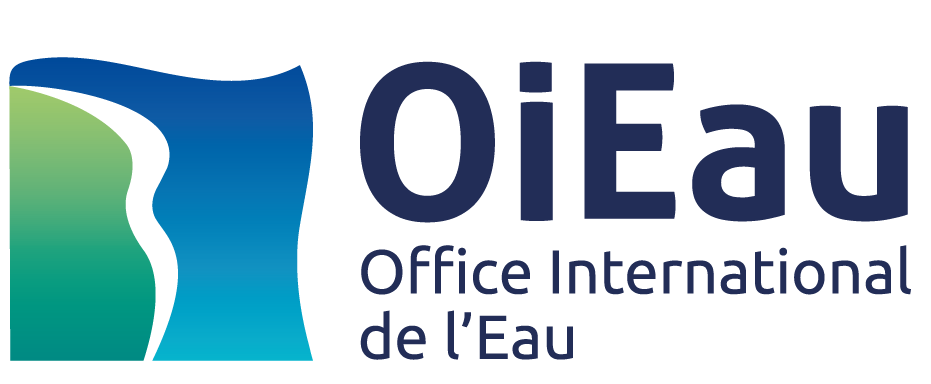 OiEau
Office International
de l’Eau